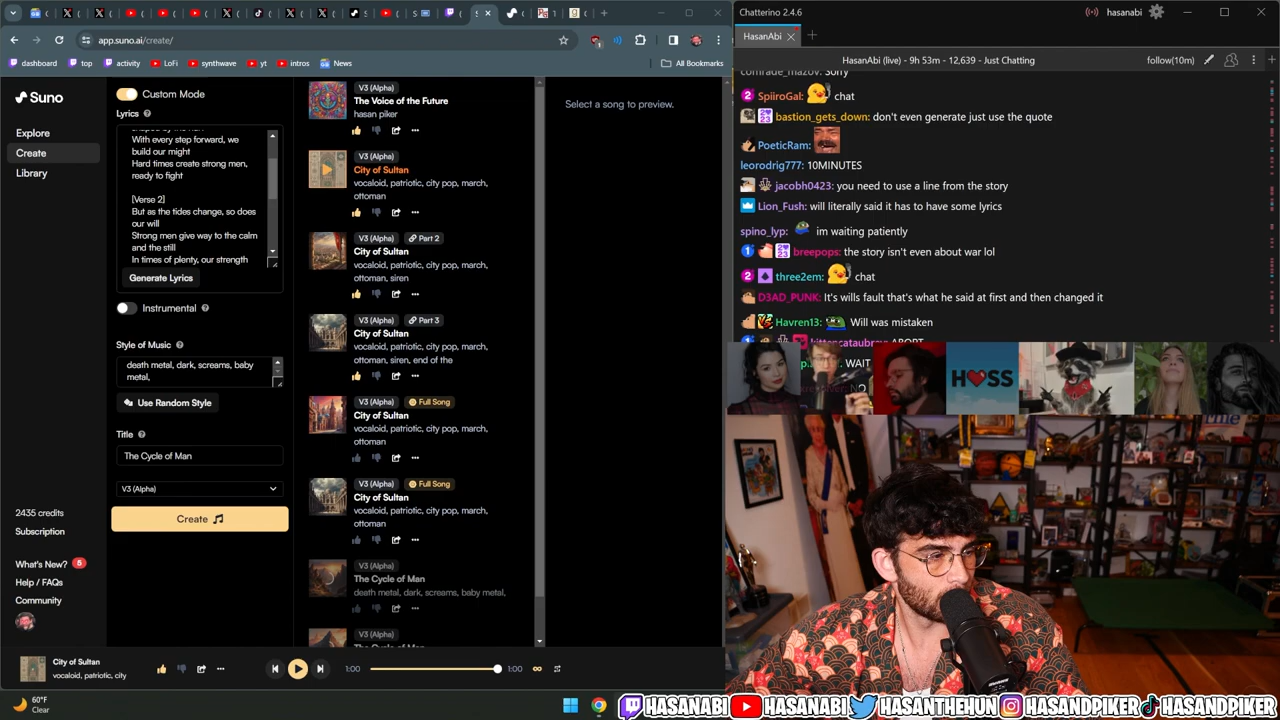 Chatterino 2.4.6
hasanabi
app.suno.ai/create/
HasanAbi
dashboard
top
activity
LoFi
synthwave
yt
intros
News
All Bookmarks
HasanAbi (live) - 9h 53m - 12,639 - Just Chatting
follow(10m)
Suno
Explore
Create
Library
2435 credits
Subscription
What's New?
Help / FAQs
Community
Custom Mode
Lyrics
With every step forward, we
build our might
Hard times create strong men,
ready to fight
[Verse 2]
But as the tides change, so does
our will
Strong men give way to the calm
and the still
In times of plenty, our strength
Generate Lyrics
Instrumental
Style of Music
death metal, dark, screams, baby
metal,
Use Random Style
Title
The Cycle of Man
V3 (Alpha)
Create
V3 (Alpha)
The Voice of the Future
hasan piker
V3 (Alpha)
City of Sultan
vocaloid, patriotic, city pop, march,
ottoman
V3 (Alpha) Part 2
City of Sultan
vocaloid, patriotic, city pop, march,
ottoman, siren
V3 (Alpha) Part 3
City of Sultan
vocaloid, patriotic, city pop, march,
ottoman, siren, end of the
V3 (Alpha) Full Song
City of Sultan
vocaloid, patriotic, city pop, march,
ottoman
V3 (Alpha) Full Song
City of Sultan
vocaloid, patriotic, city pop, march,
ottoman
V3 (Alpha)
The Cycle of Man
death metal, dark, screams, baby metal,
V3 (Alpha)
Select a song to preview.
SpiiroGal: chat
bastion_gets_down: don't even generate just use the quote
PoeticRam:
leorodrig777: 10MINUTES
jacobh0423: you need to use a line from the story
Lion_Fush: will literally said it has to have some lyrics
spino_lyp: im waiting patiently
breepops: the story isn't even about war lol
three2em: chat
D3AD_PUNK: It's wills fault that's what he said at first and then changed it
Havren13: Will was mistaken
WAIT
H❤SS
City of Sultan
vocaloid, patriotic, city
1:00
1:00
60°F
Clear
HASANABI
HASANABI
HASANTHEHUN
HASANDPIKER
HASANDPIKER